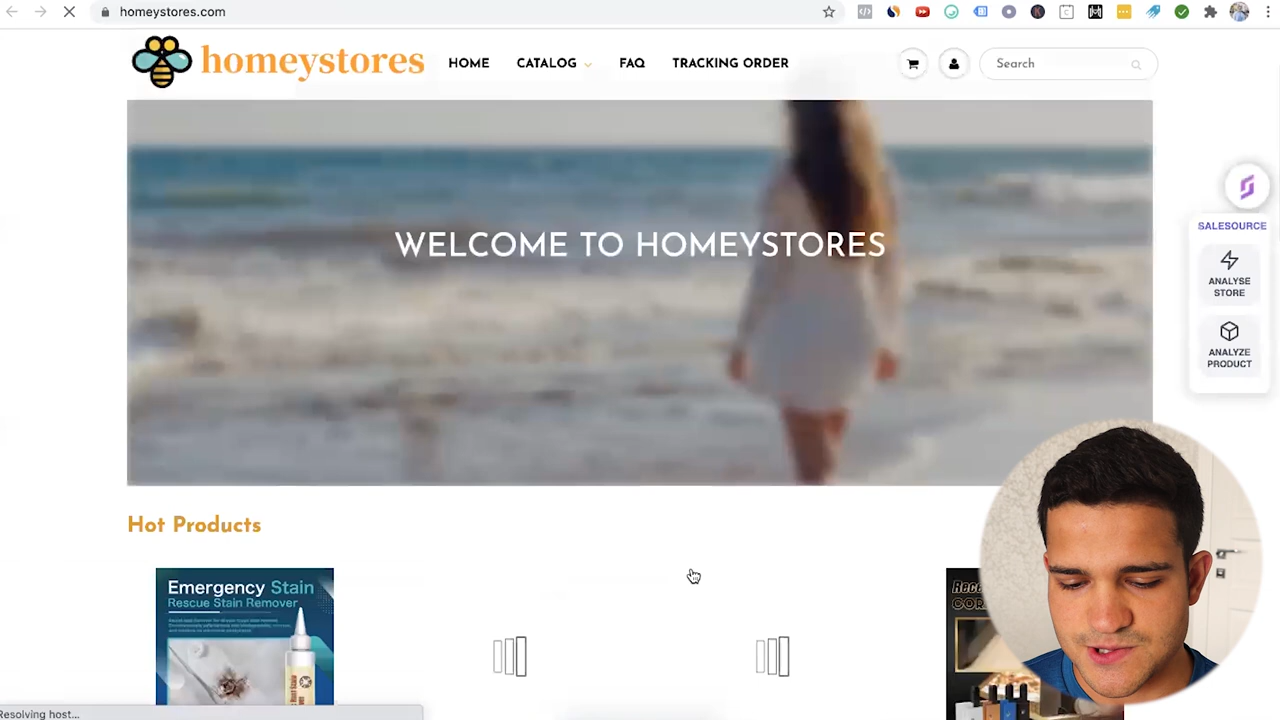 homeystores.com
homeystores
HOME
CATALOG
FAQ
TRACKING ORDER
Search
WELCOME TO HOMEYSTORES
SALESOURCE
ANALYSE
STORE
ANALYZE
PRODUCT
Hot Products
Emergency Stain
Rescue Stain Remover
Resolving host...